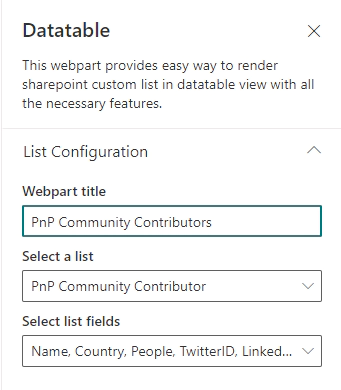 Datatable
This webpart provides easy way to render
sharepoint custom list in datatable view with all
the necessary features.
List Configuration
Webpart title
PnP Community Contributors
Select a list
PnP Community Contributor
Select list fields
Name, Country, People, TwitterID, Linked...